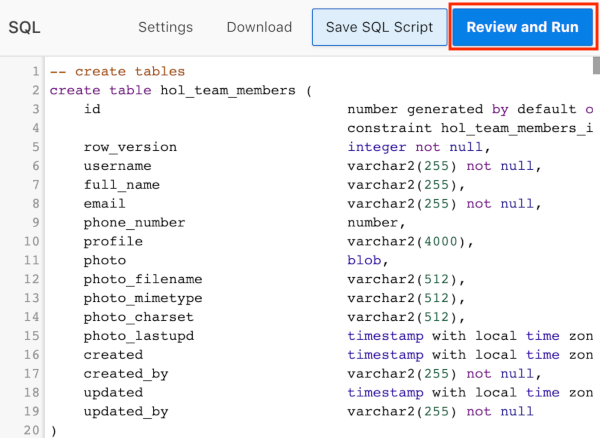 SQL Settings Download Save SQL Script Review and Run
1 -- create tables
2 create table hol_team_members (
3 id number generated by default o
4 constraint hol_team_members_i
5 row_version integer not null,
6 username varchar2(255) not null,
7 full_name varchar2(255),
8 email varchar2(255) not null,
9 phone_number number,
10 profile varchar2(4000),
11 photo blob,
12 photo_filename varchar2(512),
13 photo_mimetype varchar2(512),
14 photo_charset varchar2(512),
15 photo_lastupd timestamp with local time zon
16 created timestamp with local time zon
17 created_by varchar2(255) not null,
18 updated timestamp with local time zon
19 updated_by varchar2(255) not null
20 )